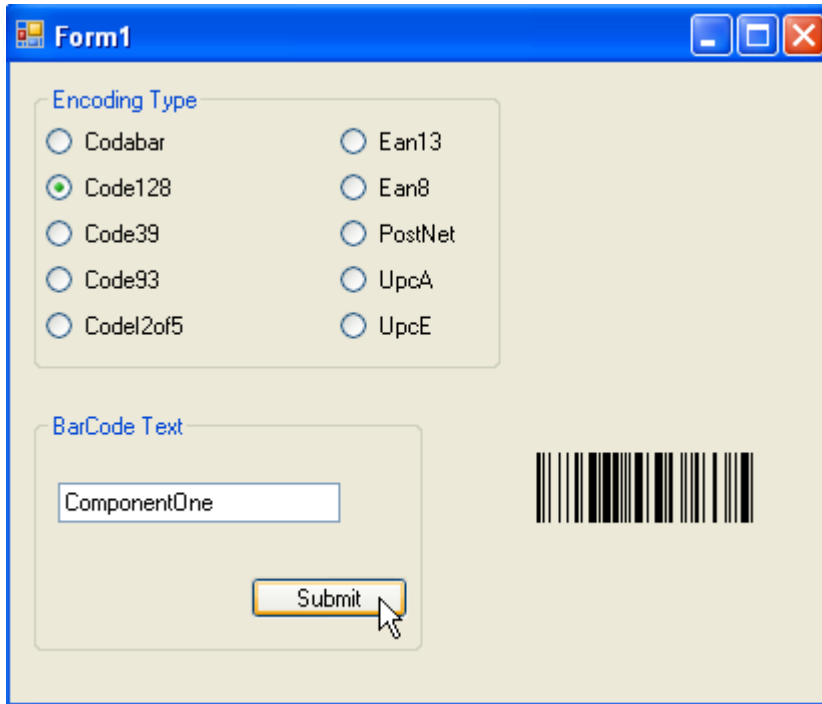 Form1
Encoding Type
Codabar
Code128
Code39
Code93
CodeI2of5
Ean13
Ean8
PostNet
UpcA
UpcE
BarCode Text
ComponentOne
Submit